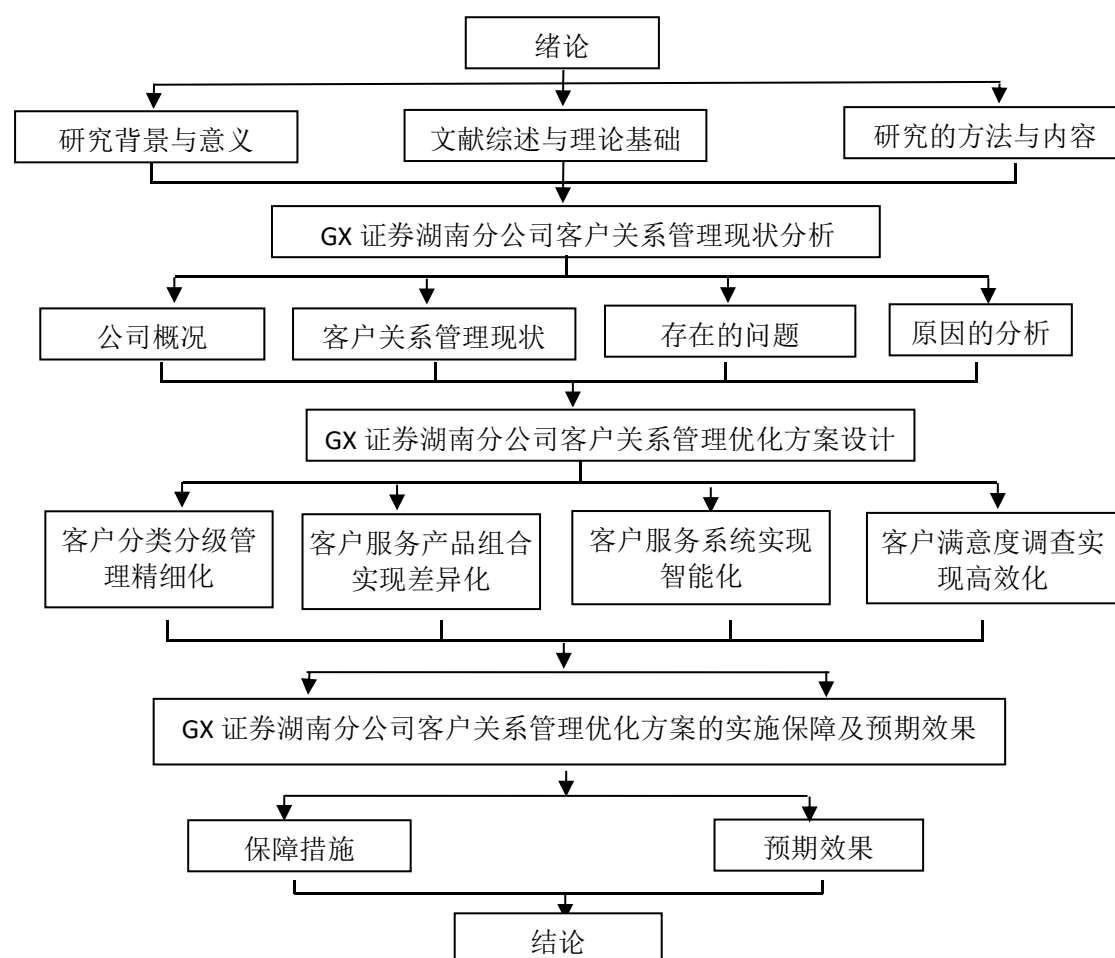 绪论
研究背景与意义
文献综述与理论基础
研究的方法与内容
GX 证券湖南分公司客户关系管理现状分析
公司概况
客户关系管理现状
存在的问题
原因的分析
GX 证券湖南分公司客户关系管理优化方案设计
客户分类分级管
理精细化
客户服务产品组合
实现差异化
客户服务系统实现
智能化
客户满意度调查实
现高效化
GX 证券湖南分公司客户关系管理优化方案的实施保障及预期效果
保障措施
预期效果
结论